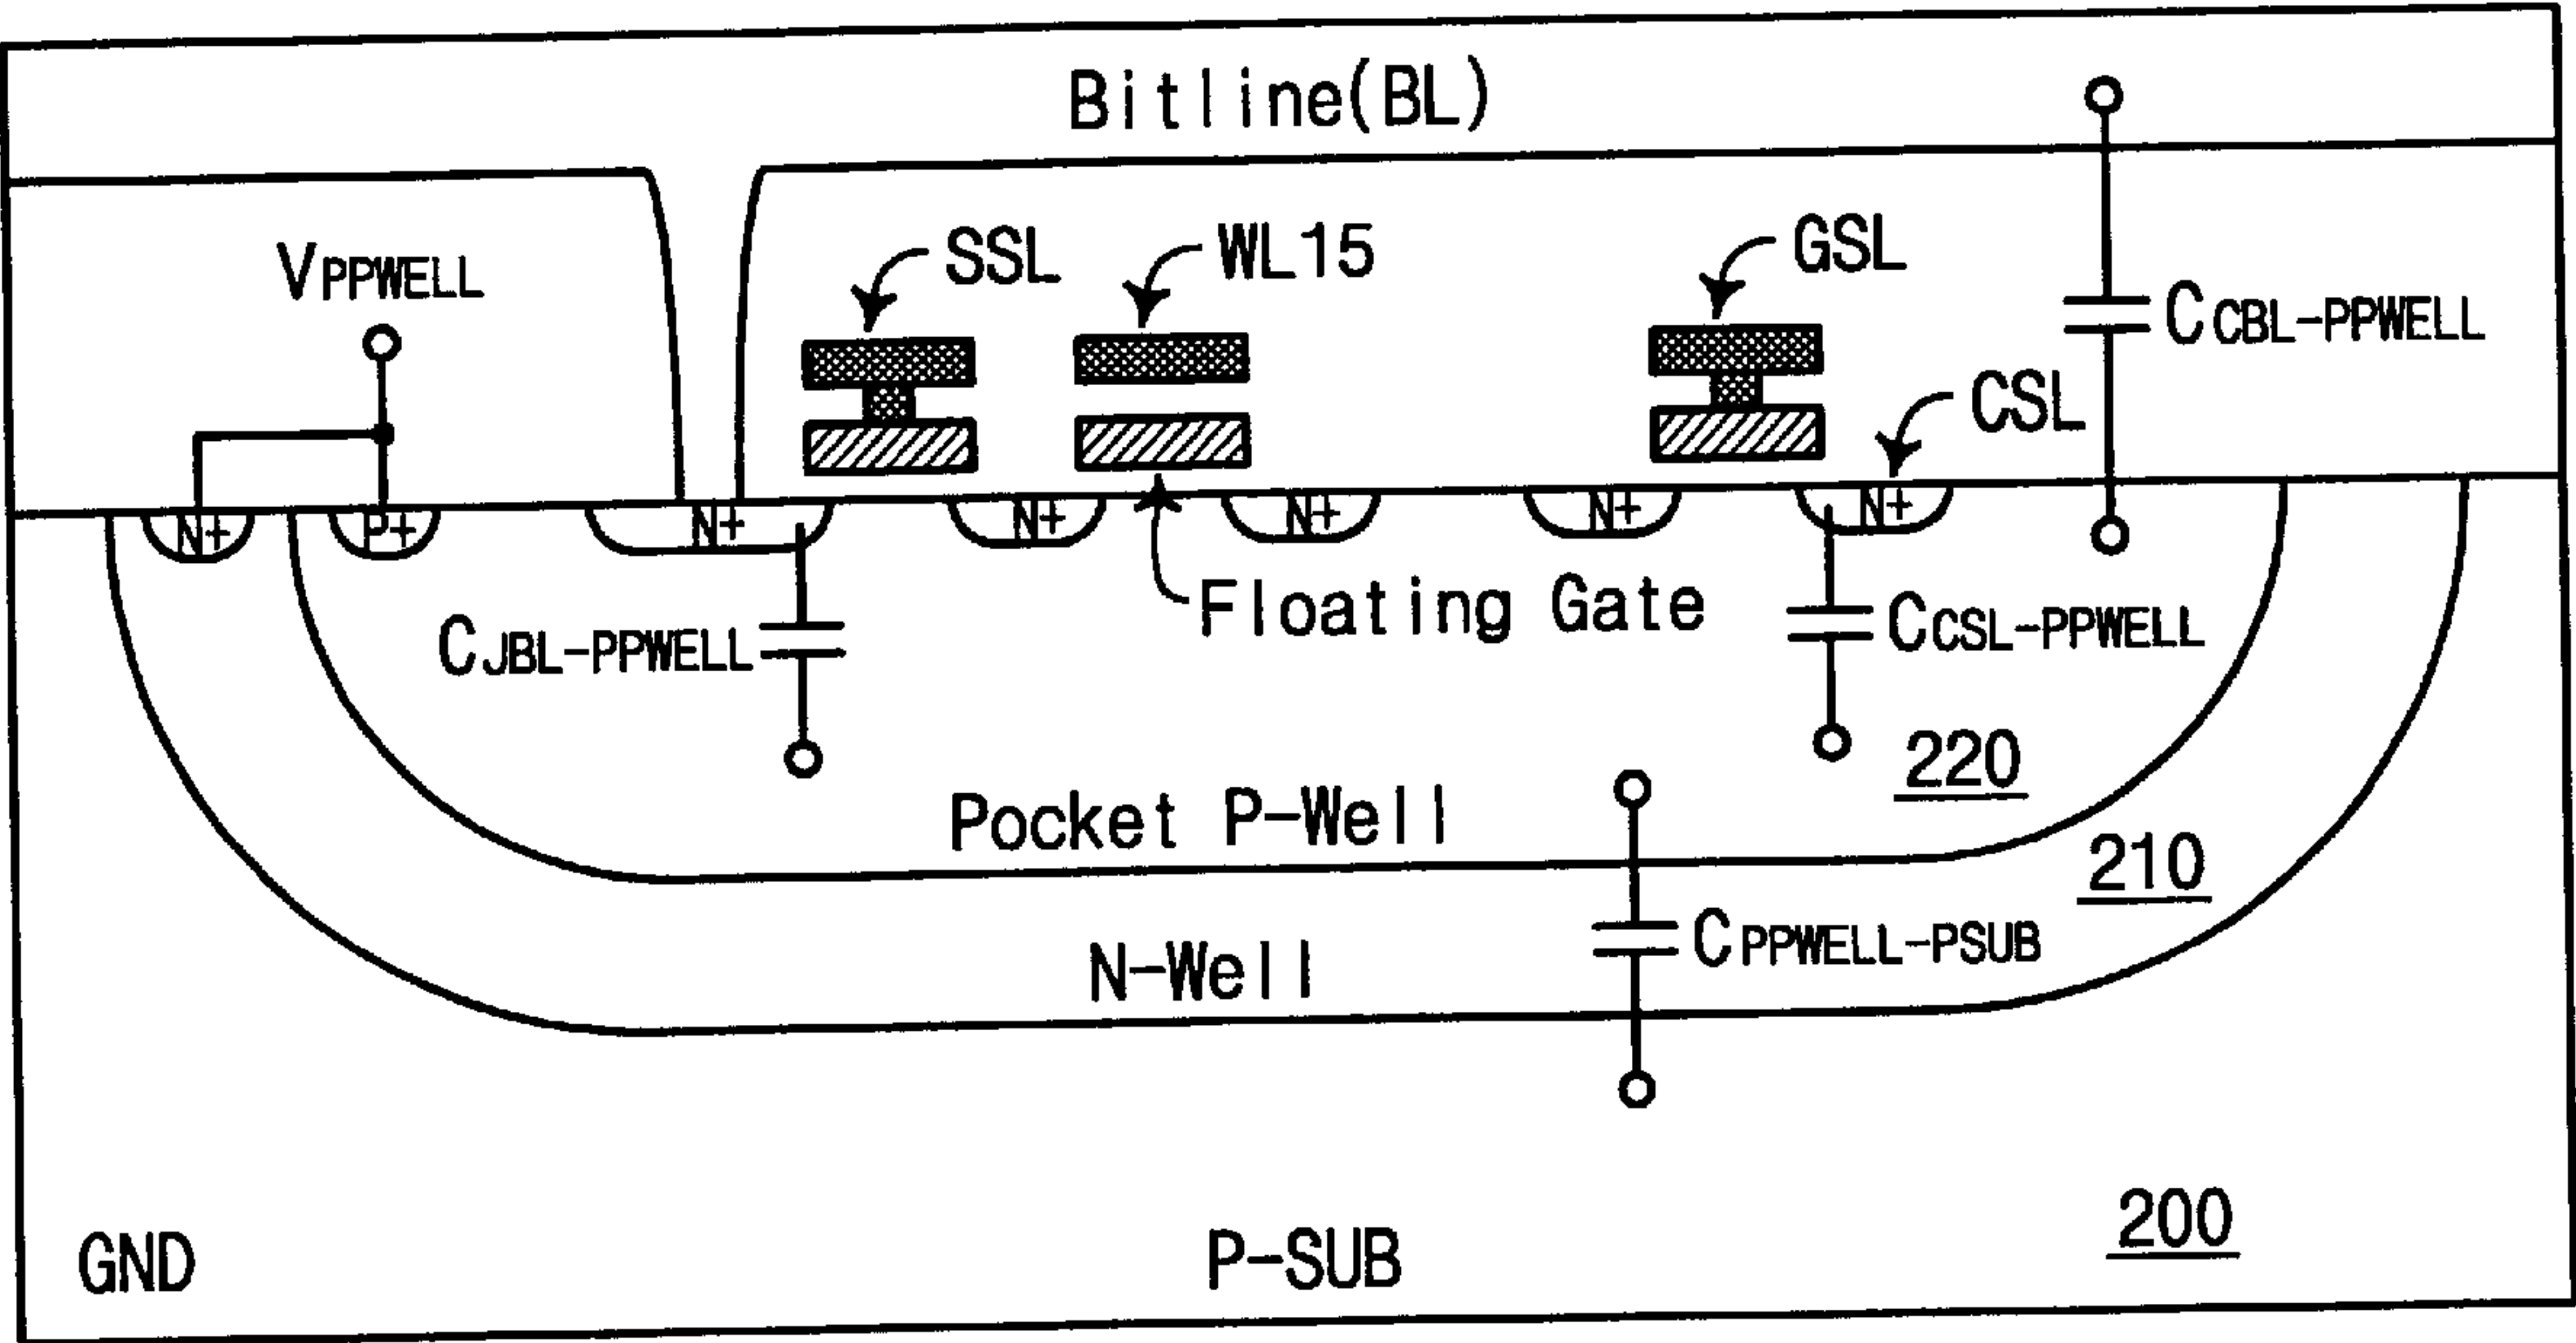 Bitline(BL)
VPPWELL
SSL
WL15
GSL
CCBL-PPWELL
CSL
N+
P+
N+
N+
N+
N+
N+
Floating Gate
CJBL-PPWELL
CCSL-PPWELL
220
Pocket P-Well
210
N-Well
CPPWELL-PSUB
200
GND
P-SUB